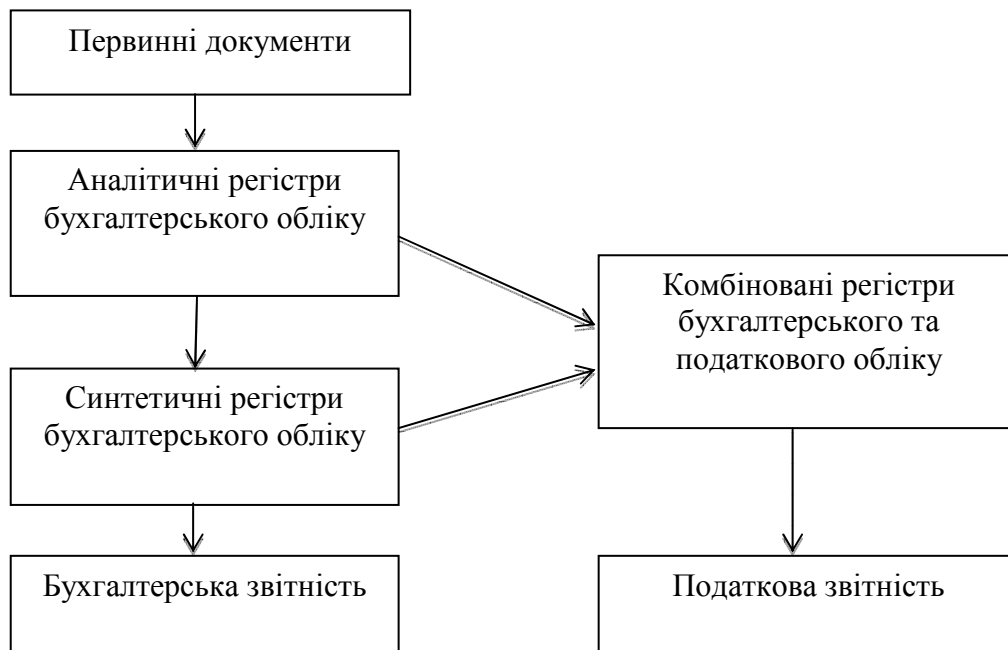 Первинні документи
Аналітичні регістри
бухгалтерського обліку
Комбіновані регістри
бухгалтерського та
податкового обліку
Синтетичні регістри
бухгалтерського обліку
Бухгалтерська звітність
Податкова звітність